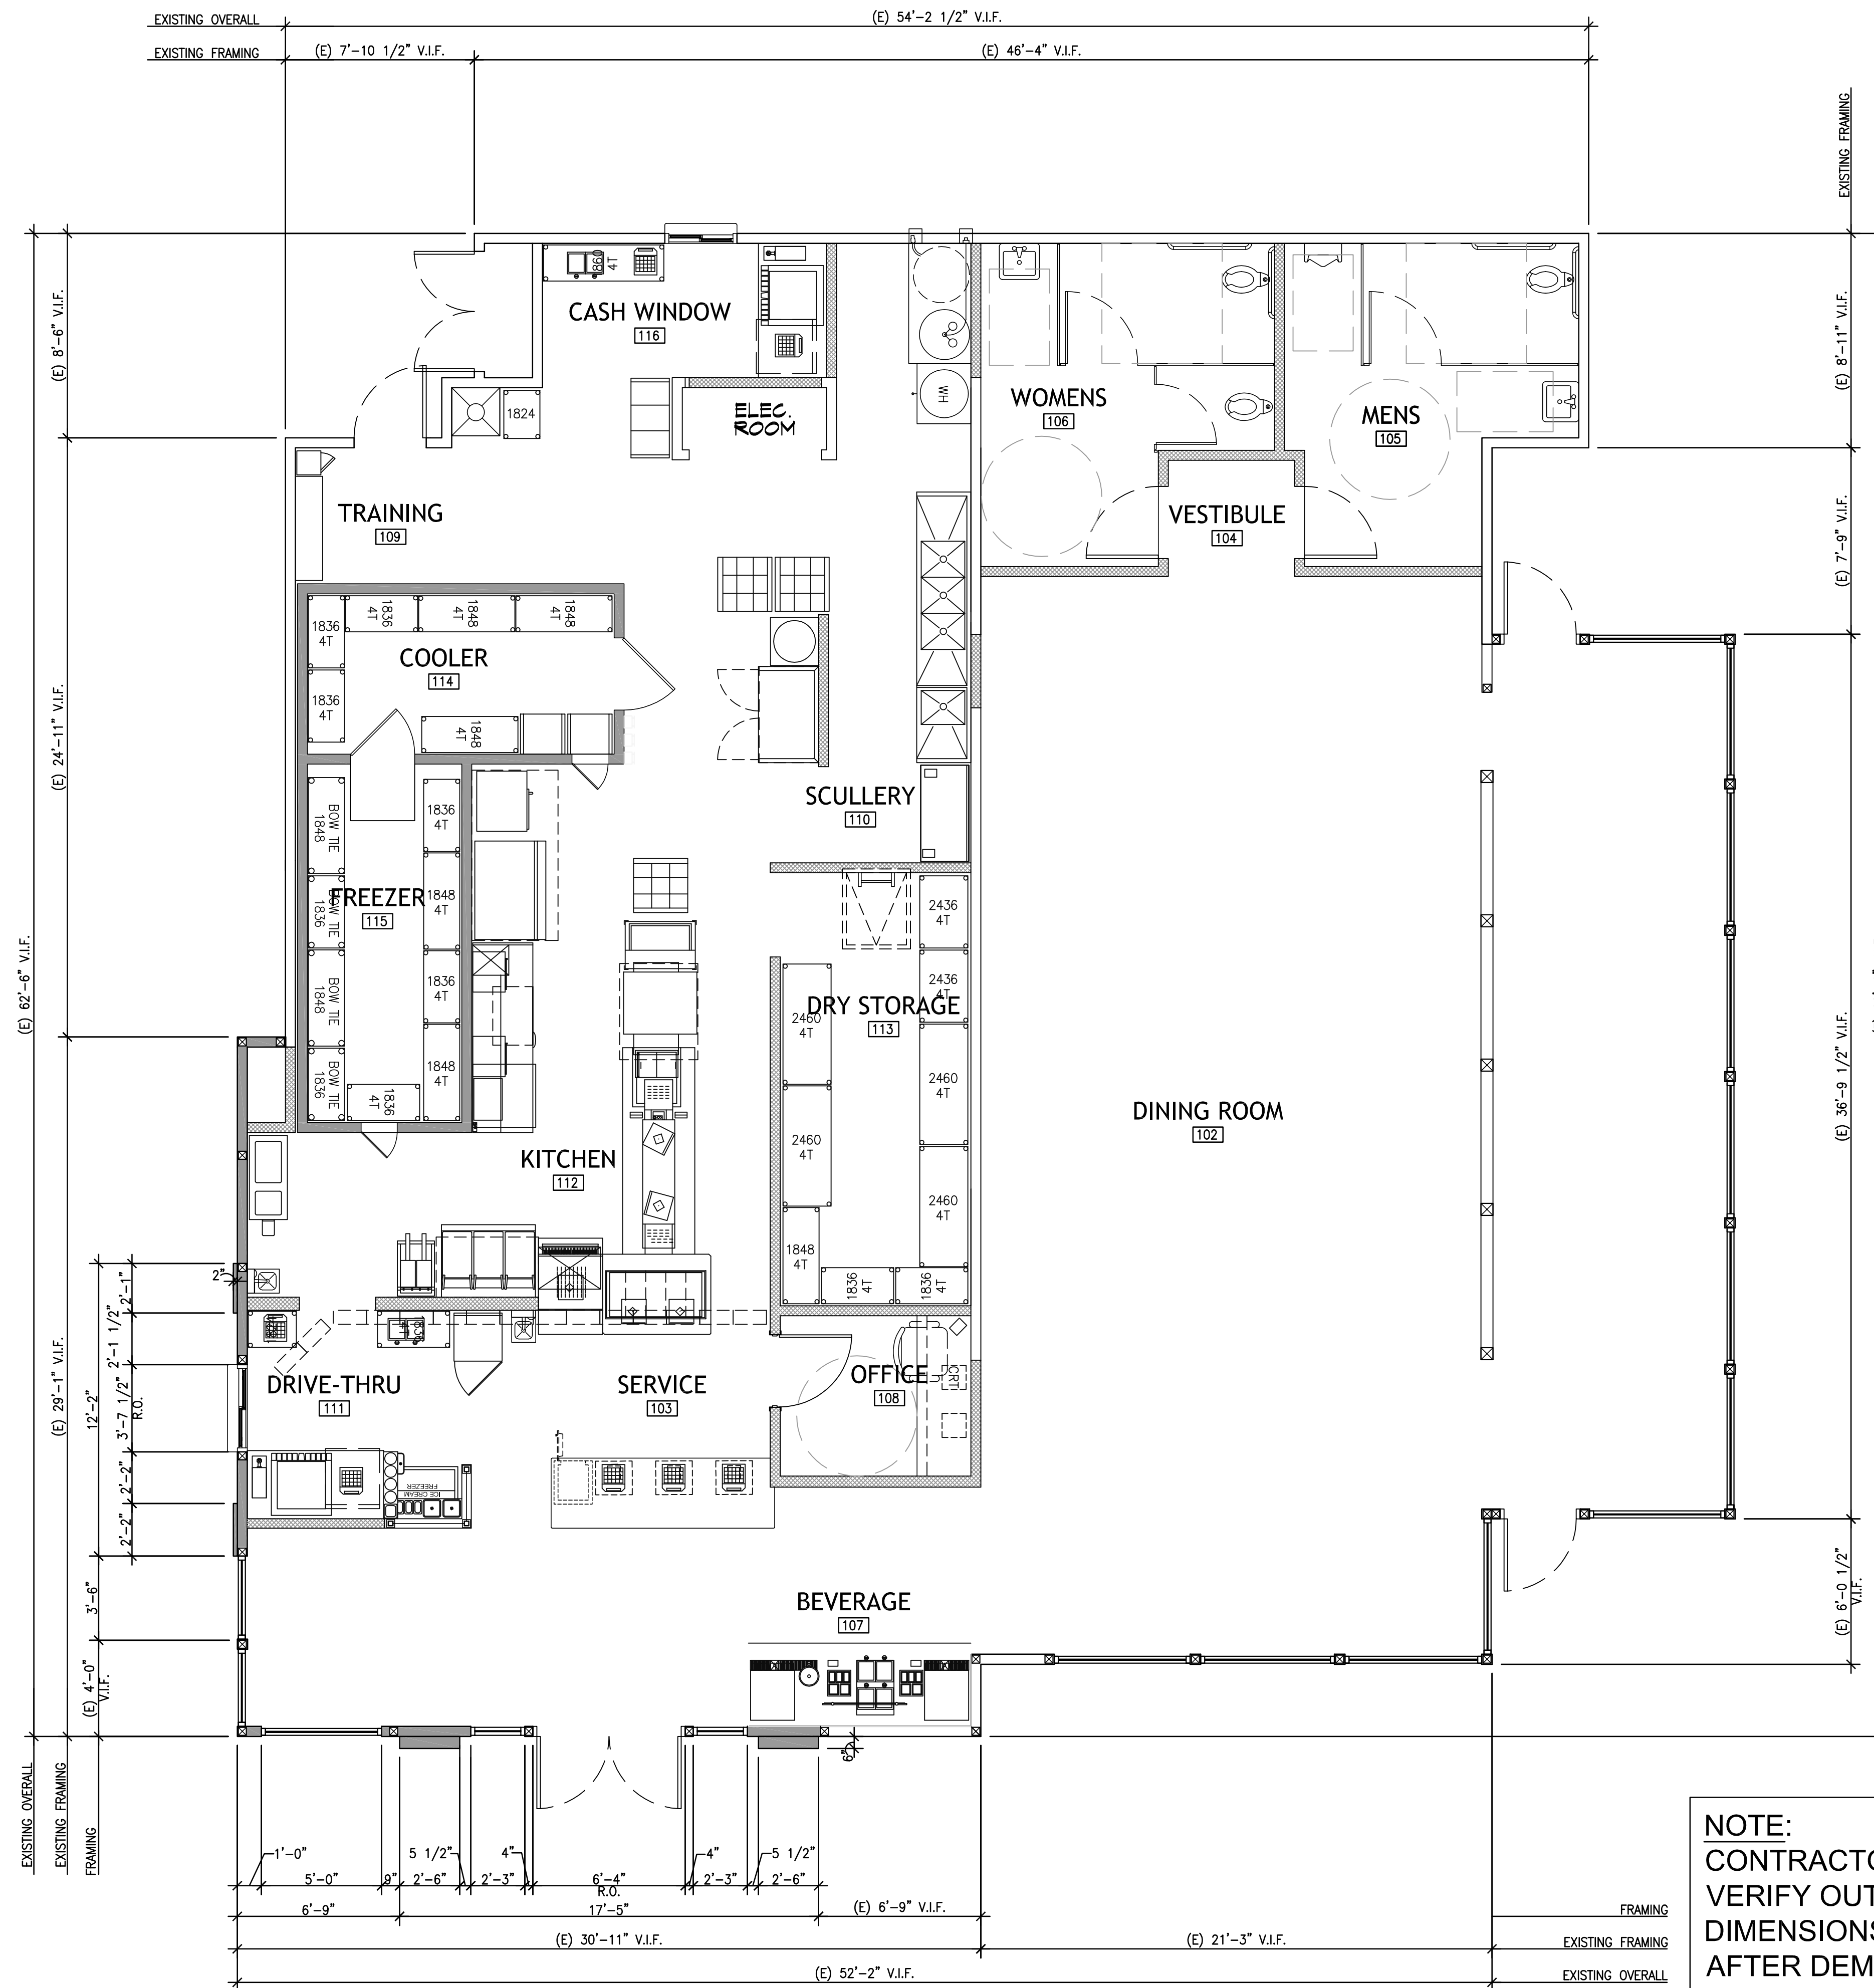 EXISTING OVERALL
(E) 54'-2 1/2" V.I.F.
EXISTING FRAMING
(E) 7'-10 1/2" V.I.F.
(E) 46'-4" V.I.F.
EXISTING FRAMING
(E) 8'-6" V.I.F.
(E) 8'-11" V.I.F.
860
4T
CASH WINDOW
116
WH
1824
ELEC.
ROOM
WOMENS
106
MENS
105
TRAINING
109
VESTIBULE
104
(E) 7'-9" V.I.F.
1836
4T
1836
4T
1848
4T
1848
4T
COOLER
114
1836
4T
1848
4T
(E) 24'-11" V.I.F.
SCULLERY
110
BOW TIE
1848
1836
4T
FREEZER
115
BOW TIE
1836
1848
4T
BOW TIE
1848
1836
4T
BOW TIE
1836
1836
4T
1848
4T
2436
4T
2436
4T
DRY STORAGE
113
2460
4T
2460
4T
2460
4T
2460
4T
1848
4T
1836
4T
1836
4T
(E) 62'-6" V.I.F.
(E) 36'-9 1/2" V.I.F.
DINING ROOM
102
KITCHEN
112
2"
2'-1"
2'-1 1/2"
3'-7 1/2"
R.O.
2'-2"
2'-2"
12'-2"
(E) 29'-1" V.I.F.
3'-6"
(E) 4'-0"
V.I.F.
DRIVE-THRU
111
SERVICE
103
OFFICE
108
CRT
ICE CREAM
FREEZER
BEVERAGE
107
(E) 6'-0 1/2"
V.I.F.
6"
EXISTING OVERALL
EXISTING FRAMING
FRAMING
1'-0"
5 1/2"
4"
4"
5 1/2"
5'-0"
9"
2'-6"
2'-3"
6'-4"
R.O.
2'-3"
2'-6"
6'-9"
17'-5"
(E) 6'-9" V.I.F.
FRAMING
(E) 30'-11" V.I.F.
(E) 21'-3" V.I.F.
EXISTING FRAMING
(E) 52'-2" V.I.F.
EXISTING OVERALL
NOTE:
CONTRACTO
VERIFY OUT
DIMENSIONS
AFTER DEM